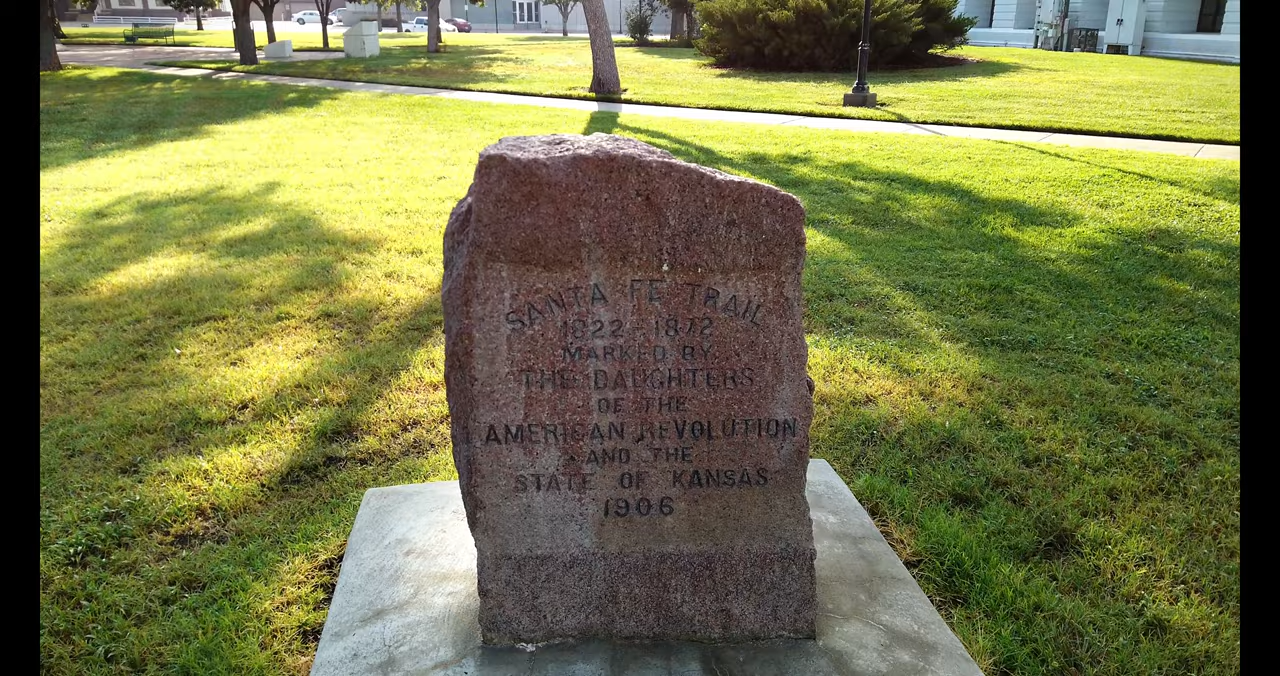 SANTA FE TRAIL
1822-1872
MARKED BY
THE DAUGHTERS
OF THE
AMERICAN REVOLUTION
AND THE
STATE OF KANSAS
1906